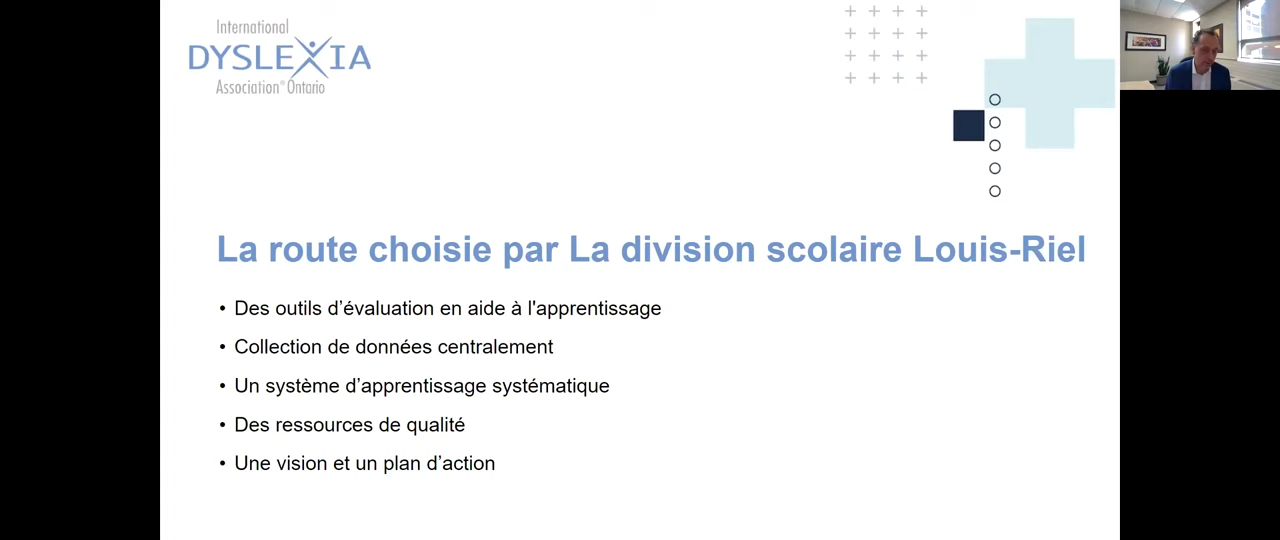 International
DYSLEXIA
Association® Ontario
La route choisie par La division scolaire Louis-Riel
• Des outils d’évaluation en aide à l'apprentissage
• Collection de données centralement
• Un système d’apprentissage systématique
• Des ressources de qualité
• Une vision et un plan d’action